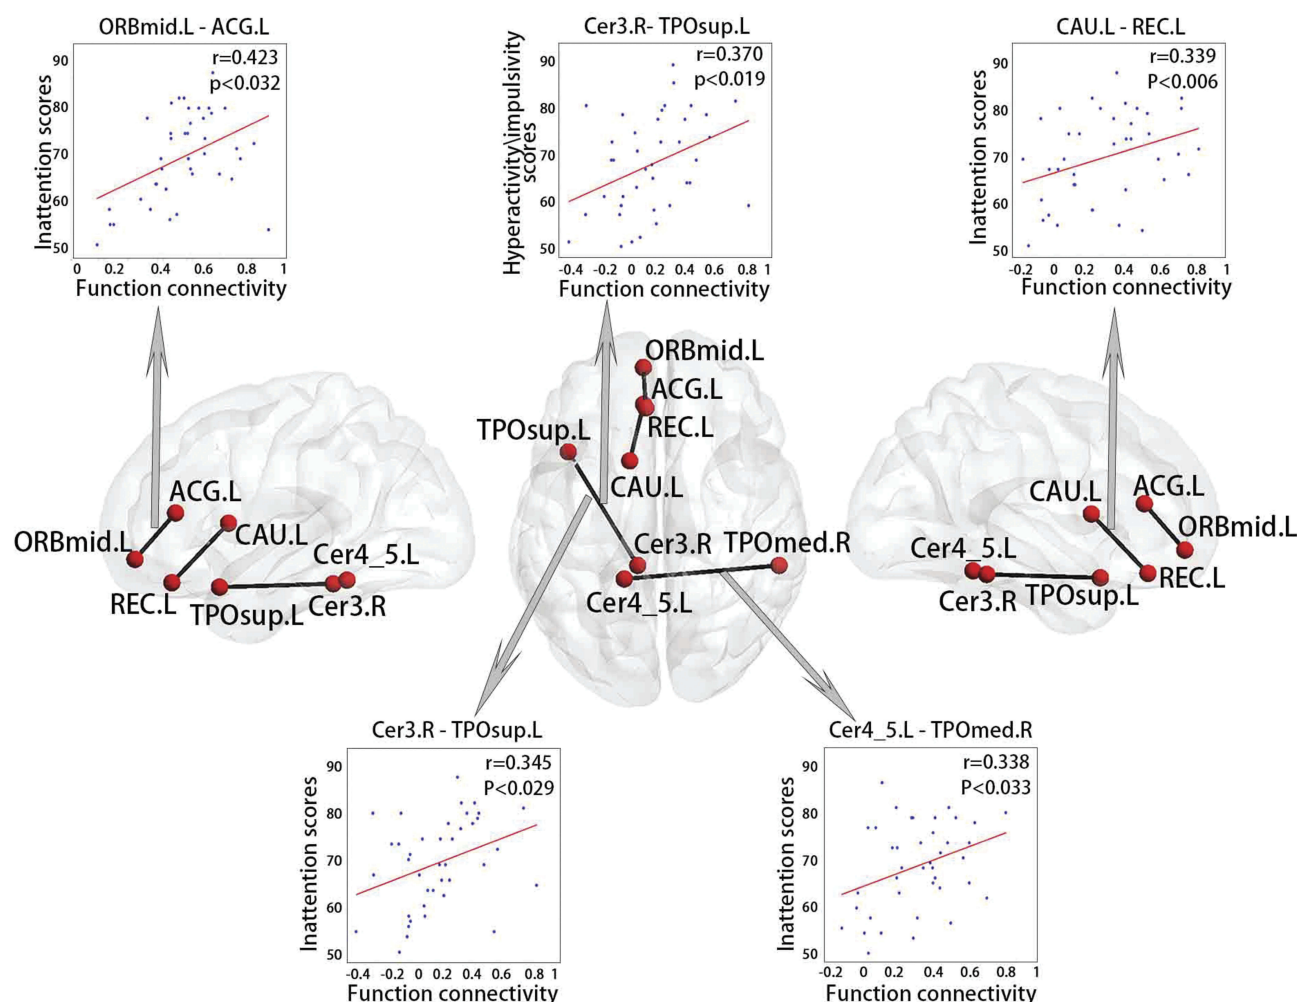 ORBmid.L - ACG.L
r=0.423
p<0.032
90
80
70
60
50
Inattention scores
0 0.2 0.4 0.6 0.8 1
Function connectivity
Cer3.R- TPOsup.L
r=0.370
p<0.019
90
80
70
60
50
Hyperactivity\impulsivity
scores
-0.4 -0.2 0 0.2 0.4 0.6 0.8 1
Function connectivity
CAU.L - REC.L
r=0.339
P<0.006
90
80
70
60
50
Inattention scores
-0.2 0 0.2 0.4 0.6 0.8 1
Function connectivity
ACG.L
ORBmid.L
CAU.L
Cer4_5.L
REC.L
TPOsup.L
Cer3.R
ORBmid.L
ACG.L
REC.L
TPOsup.L
CAU.L
Cer3.R
TPOmed.R
Cer4_5.L
CAU.L
ACG.L
ORBmid.L
Cer4_5.L
REC.L
Cer3.R
TPOsup.L
Cer3.R - TPOsup.L
r=0.345
P<0.029
90
80
70
60
50
Inattention scores
-0.4 -0.2 0 0.2 0.4 0.6 0.8 1
Function connectivity
Cer4_5.L - TPOmed.R
r=0.338
P<0.033
90
80
70
60
50
Inattention scores
-0.2 0 0.2 0.4 0.6 0.8 1
Function connectivity